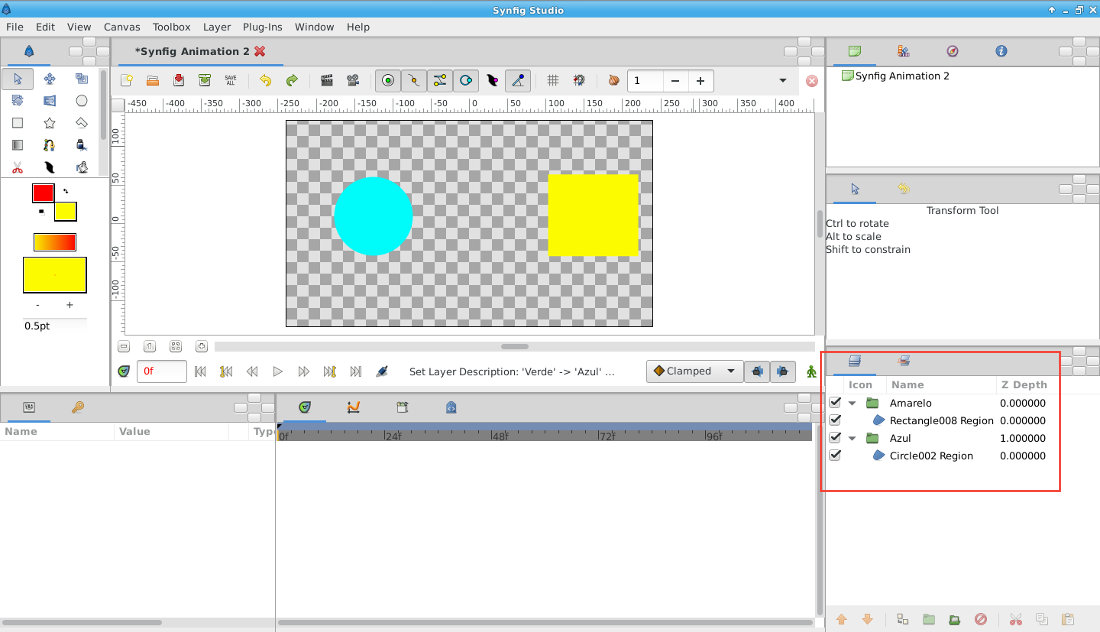 Synfig Studio
File Edit View Canvas Toolbox Layer Plug-Ins Window Help
*Synfig Animation 2
SAVE ALL
1
-450 -400 -350 -300 -250 -200 -150 -100 -50 0 50 100 150 200 250 300 350 400
100
50
0
-50
-100
- +
0.5pt
0f
Set Layer Description: 'Verde' -> 'Azul' ...
Clamped
Name Value Typ
0f 24f 48f 72f 96f
Synfig Animation 2
Transform Tool
Ctrl to rotate
Alt to scale
Shift to constrain
Icon Name Z Depth
Amarelo 0.000000
Rectangle008 Region 0.000000
Azul 1.000000
Circle002 Region 0.000000